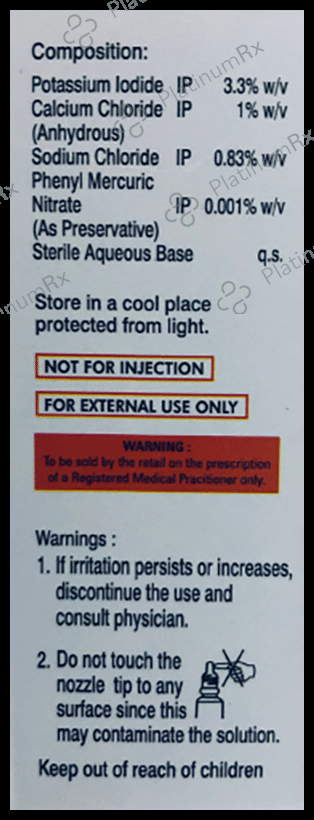 Composition:
Potassium Iodide IP 3.3% w/v
Calcium Chloride IP 1% w/v
(Anhydrous)
Sodium Chloride IP 0.83% w/v
Phenyl Mercuric
Nitrate IP 0.001% w/v
(As Preservative)
Sterile Aqueous Base q.s.
Store in a cool place
protected from light.
NOT FOR INJECTION
FOR EXTERNAL USE ONLY
WARNING :
To be sold by the retail on the prescription
of a Registered Medical Pracitioner only.
Warnings :
1. If irritation persists or increases,
discontinue the use and
consult physician.
2. Do not touch the
nozzle tip to any
surface since this
may contaminate the solution.
Keep out of reach of children
PlatinumRx
PlatinumRx
PlatinumRx